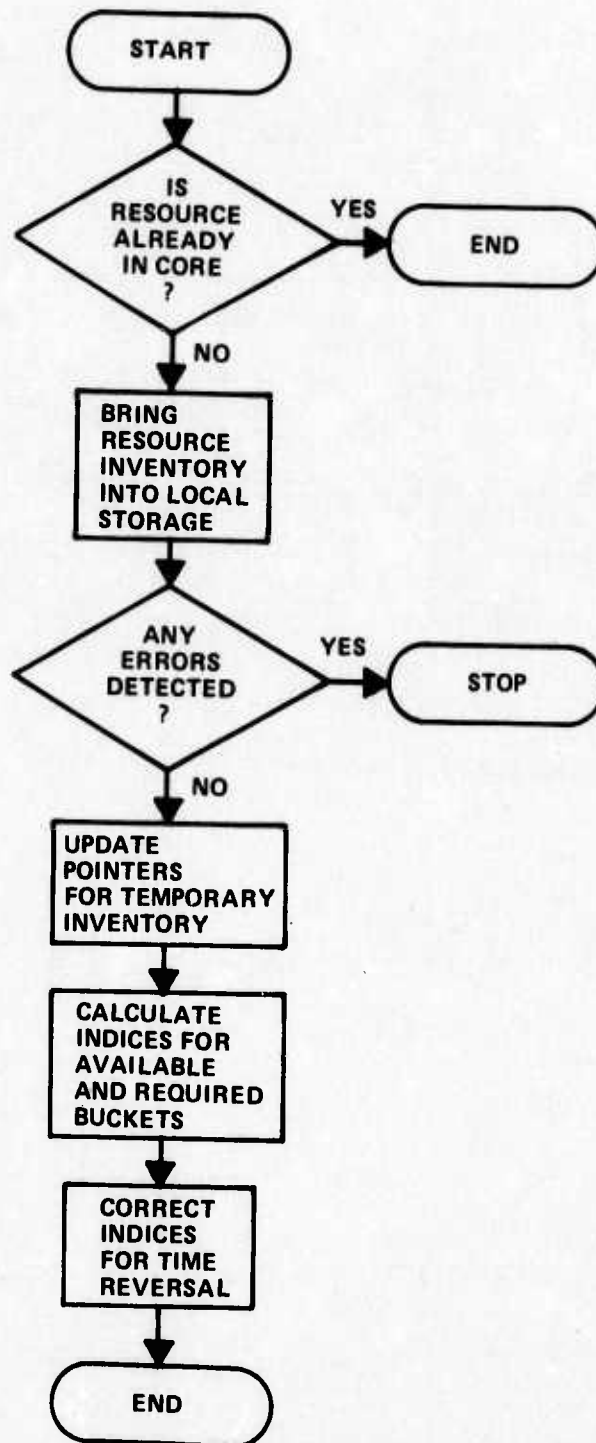 START
IS
RESOURCE
ALREADY
IN CORE
?
YES
END
NO
BRING
RESOURCE
INVENTORY
INTO LOCAL
STORAGE
ANY
ERRORS
DETECTED
?
YES
STOP
NO
UPDATE
POINTERS
FOR TEMPORARY
INVENTORY
CALCULATE
INDICES FOR
AVAILABLE
AND REQUIRED
BUCKETS
CORRECT
INDICES
FOR TIME
REVERSAL
END